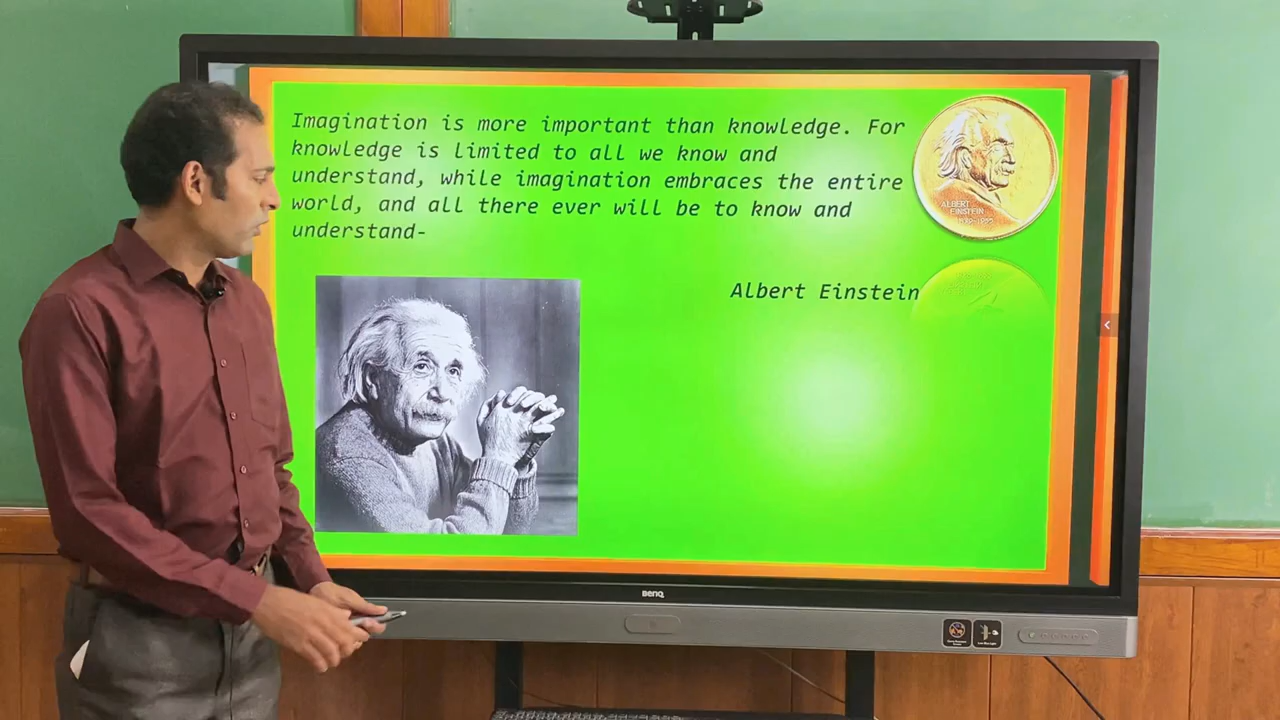 Imagination is more important than knowledge. For
knowledge is limited to all we know and
understand, while imagination embraces the entire
world, and all there ever will be to know and
understand-
Albert Einstein
ALBERT
EINSTEIN
BenQ